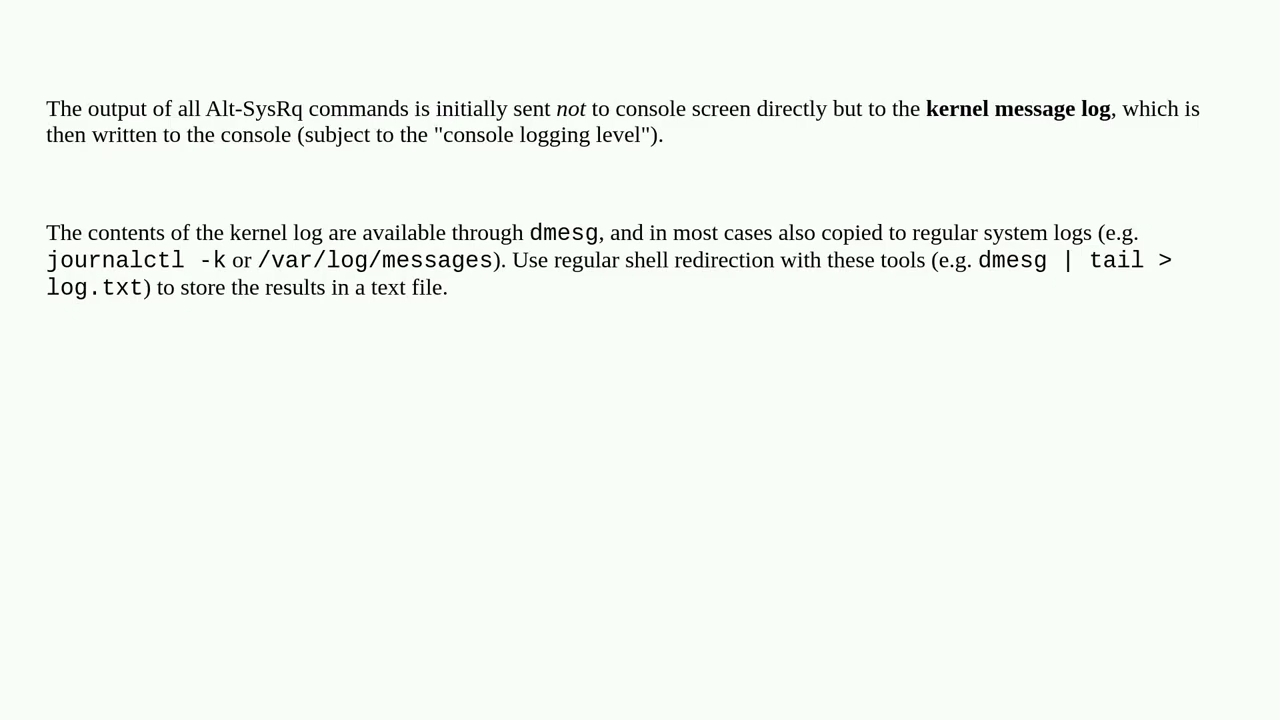 The output of all Alt-SysRq commands is initially sent not to console screen directly but to the kernel message log, which is
then written to the console (subject to the "console logging level").
The contents of the kernel log are available through dmesg, and in most cases also copied to regular system logs (e.g.
journalctl -k or /var/log/messages). Use regular shell redirection with these tools (e.g. dmesg | tail >
log.txt) to store the results in a text file.